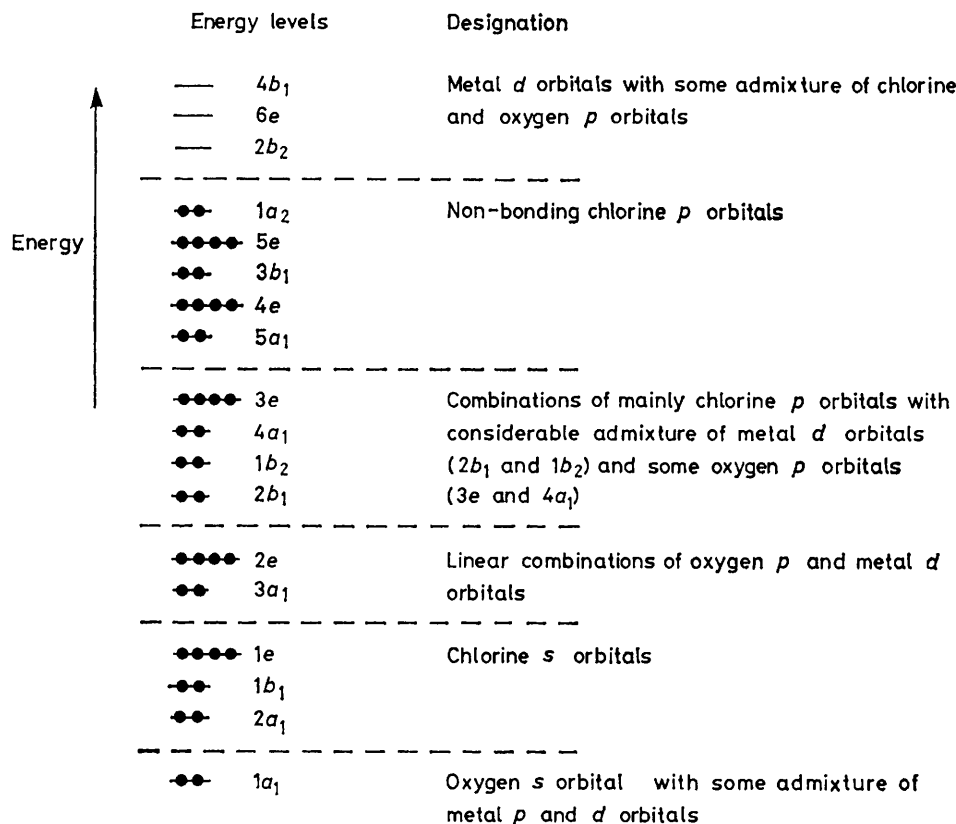 Energy levels Designation
4b₁ Metal d orbitals with some admixture of chlorine
6e and oxygen p orbitals
2b₂
1a₂ Non-bonding chlorine p orbitals
Energy 5e
3b₁
4e
5a₁
3e Combinations of mainly chlorine p orbitals with
4a₁ considerable admixture of metal d orbitals
1b₂ (2b₁ and 1b₂) and some oxygen p orbitals
2b₁ (3e and 4a₁)
2e Linear combinations of oxygen p and metal d
3a₁ orbitals
1e Chlorine s orbitals
1b₁
2a₁
1a₁ Oxygen s orbital with some admixture of
metal p and d orbitals